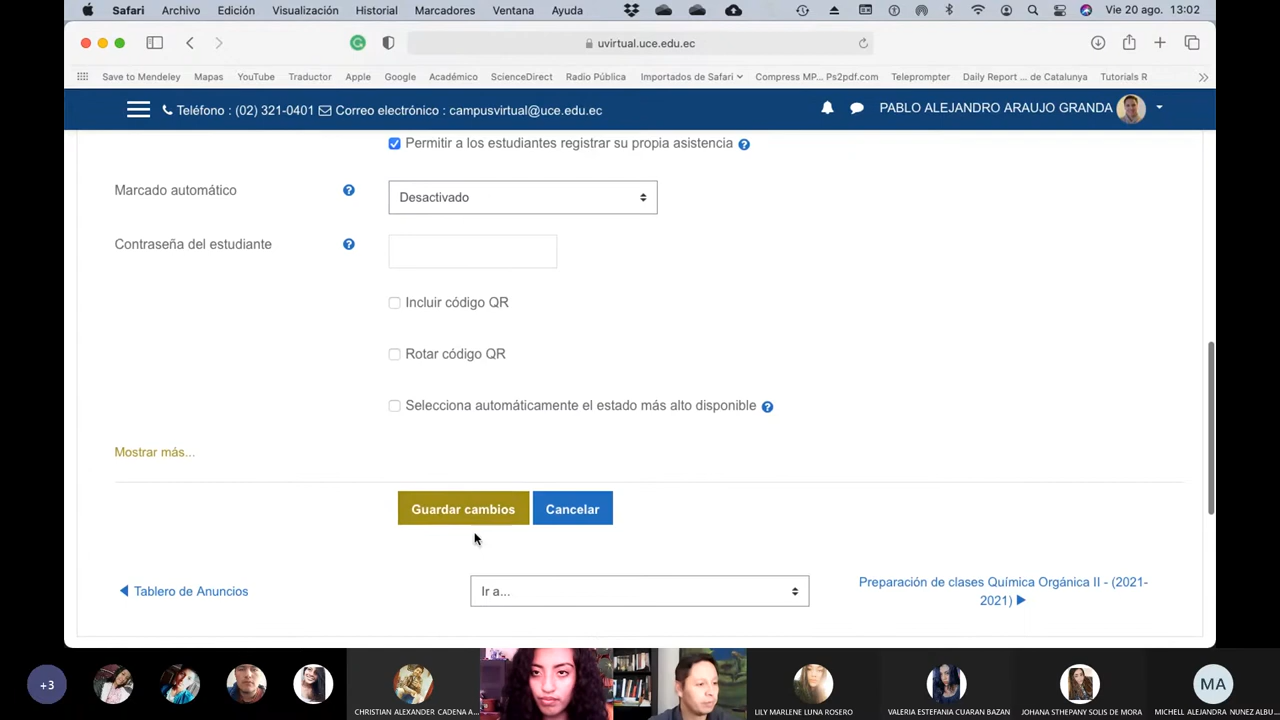 Safari Archivo Edición Visualización Historial Marcadores Ventana Ayuda Vie 20 ago. 13:02
uvirtual.uce.edu.ec
Save to Mendeley Mapas YouTube Traductor Apple Google Académico ScienceDirect Radio Pública Importados de Safari Compress MP... Ps2pdf.com Teleprompter Daily Report ... de Catalunya Tutorials R
Teléfono : (02) 321-0401 Correo electrónico : campusvirtual@uce.edu.ec PABLO ALEJANDRO ARAUJO GRANDA
Permitir a los estudiantes registrar su propia asistencia
Marcado automático Desactivado
Contraseña del estudiante
Incluir código QR
Rotar código QR
Selecciona automáticamente el estado más alto disponible
Mostrar más...
Guardar cambios Cancelar
Tablero de Anuncios Ir a... Preparación de clases Química Orgánica II - (2021-
2021)
+3 MA
CHRISTIAN ALEXANDER CADENA A... LILY MARLENE LUNA ROSERO VALERIA ESTEFANIA CUARAN BAZAN JOHANA STHEPANY SOLIS DE MORA MICHELL ALEJANDRA NUNEZ ALBU...